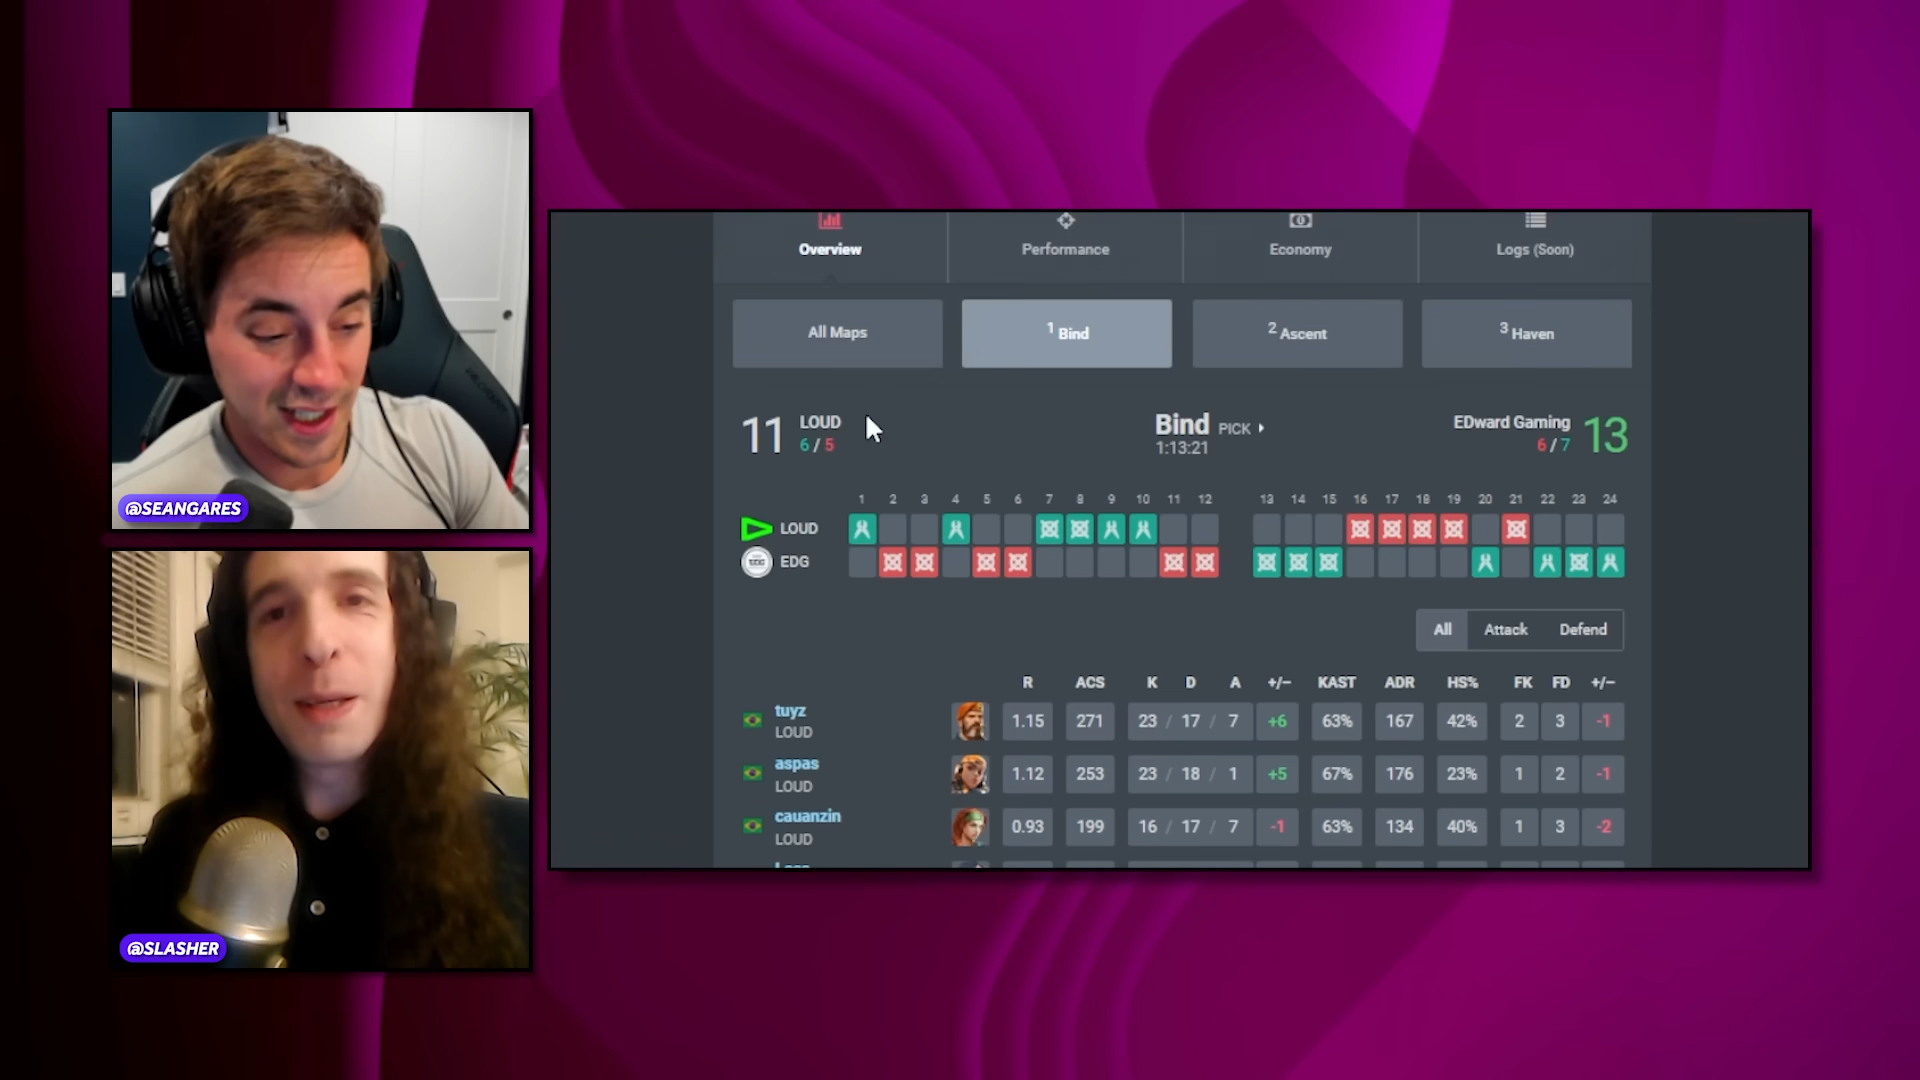 @SEANGARES
@SLASHER
Overview
Performance
Economy
Logs (Soon)
All Maps
1 Bind
2 Ascent
3 Haven
11 LOUD
6 / 5
Bind PICK
1:13:21
EDward Gaming 13
6 / 7
1 2 3 4 5 6 7 8 9 10 11 12 13 14 15 16 17 18 19 20 21 22 23 24
LOUD
EDG
All Attack Defend
R ACS K D A +/– KAST ADR HS% FK FD +/–
tuyz
LOUD
1.15 271 23 / 17 / 7 +6 63% 167 42% 2 3 -1
aspas
LOUD
1.12 253 23 / 18 / 1 +5 67% 176 23% 1 2 -1
cauanzin
LOUD
0.93 199 16 / 17 / 7 -1 63% 134 40% 1 3 -2